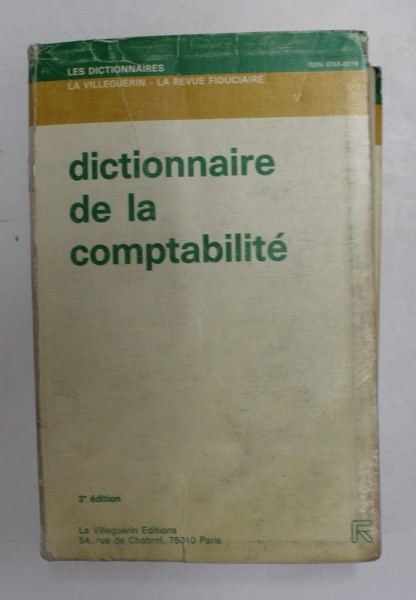 LES DICTIONNAIRES
LA VILLEGUERIN - LA REVUE FIDUCIAIRE
ISSN
dictionnaire
de la
comptabilité
3e édition
La Villeguérin Editions
54, rue de Chabrol, 75010 Paris